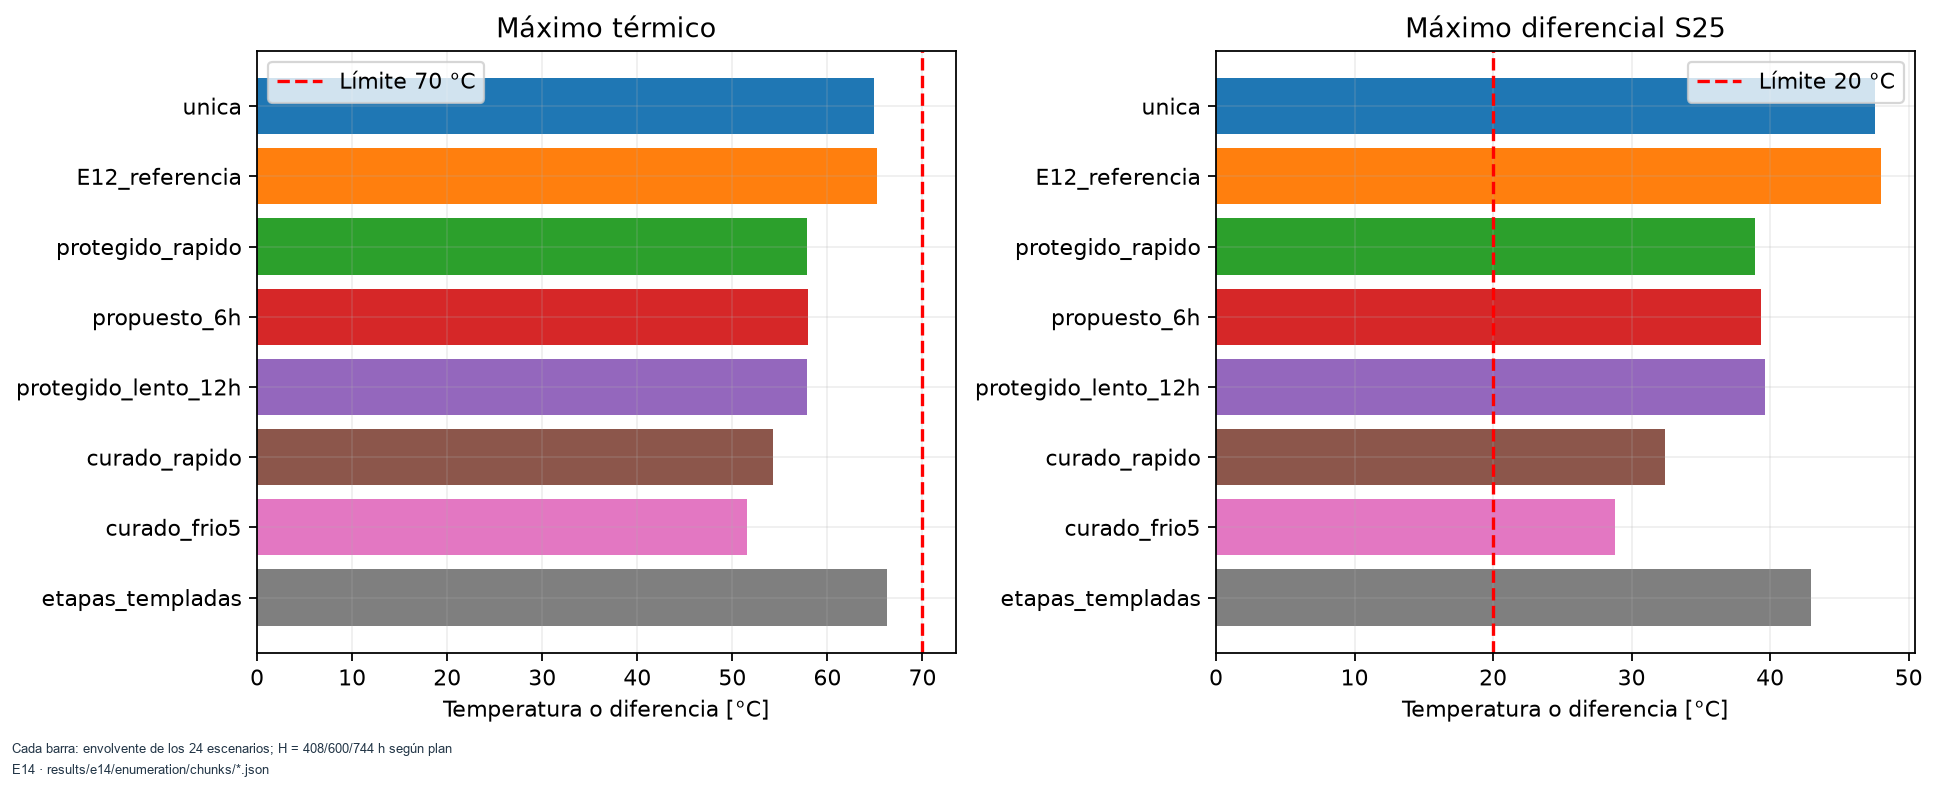 Máximo térmico
Límite 70 °C
unica
E12_referencia
protegido_rapido
propuesto_6h
protegido_lento_12h
curado_rapido
curado_frio5
etapas_templadas
0 10 20 30 40 50 60 70
Temperatura o diferencia [°C]
Máximo diferencial S25
Límite 20 °C
unica
E12_referencia
protegido_rapido
propuesto_6h
protegido_lento_12h
curado_rapido
curado_frio5
etapas_templadas
0 10 20 30 40 50
Temperatura o diferencia [°C]
Cada barra: envolvente de los 24 escenarios; H = 408/600/744 h según plan
E14 · results/e14/enumeration/chunks/*.json